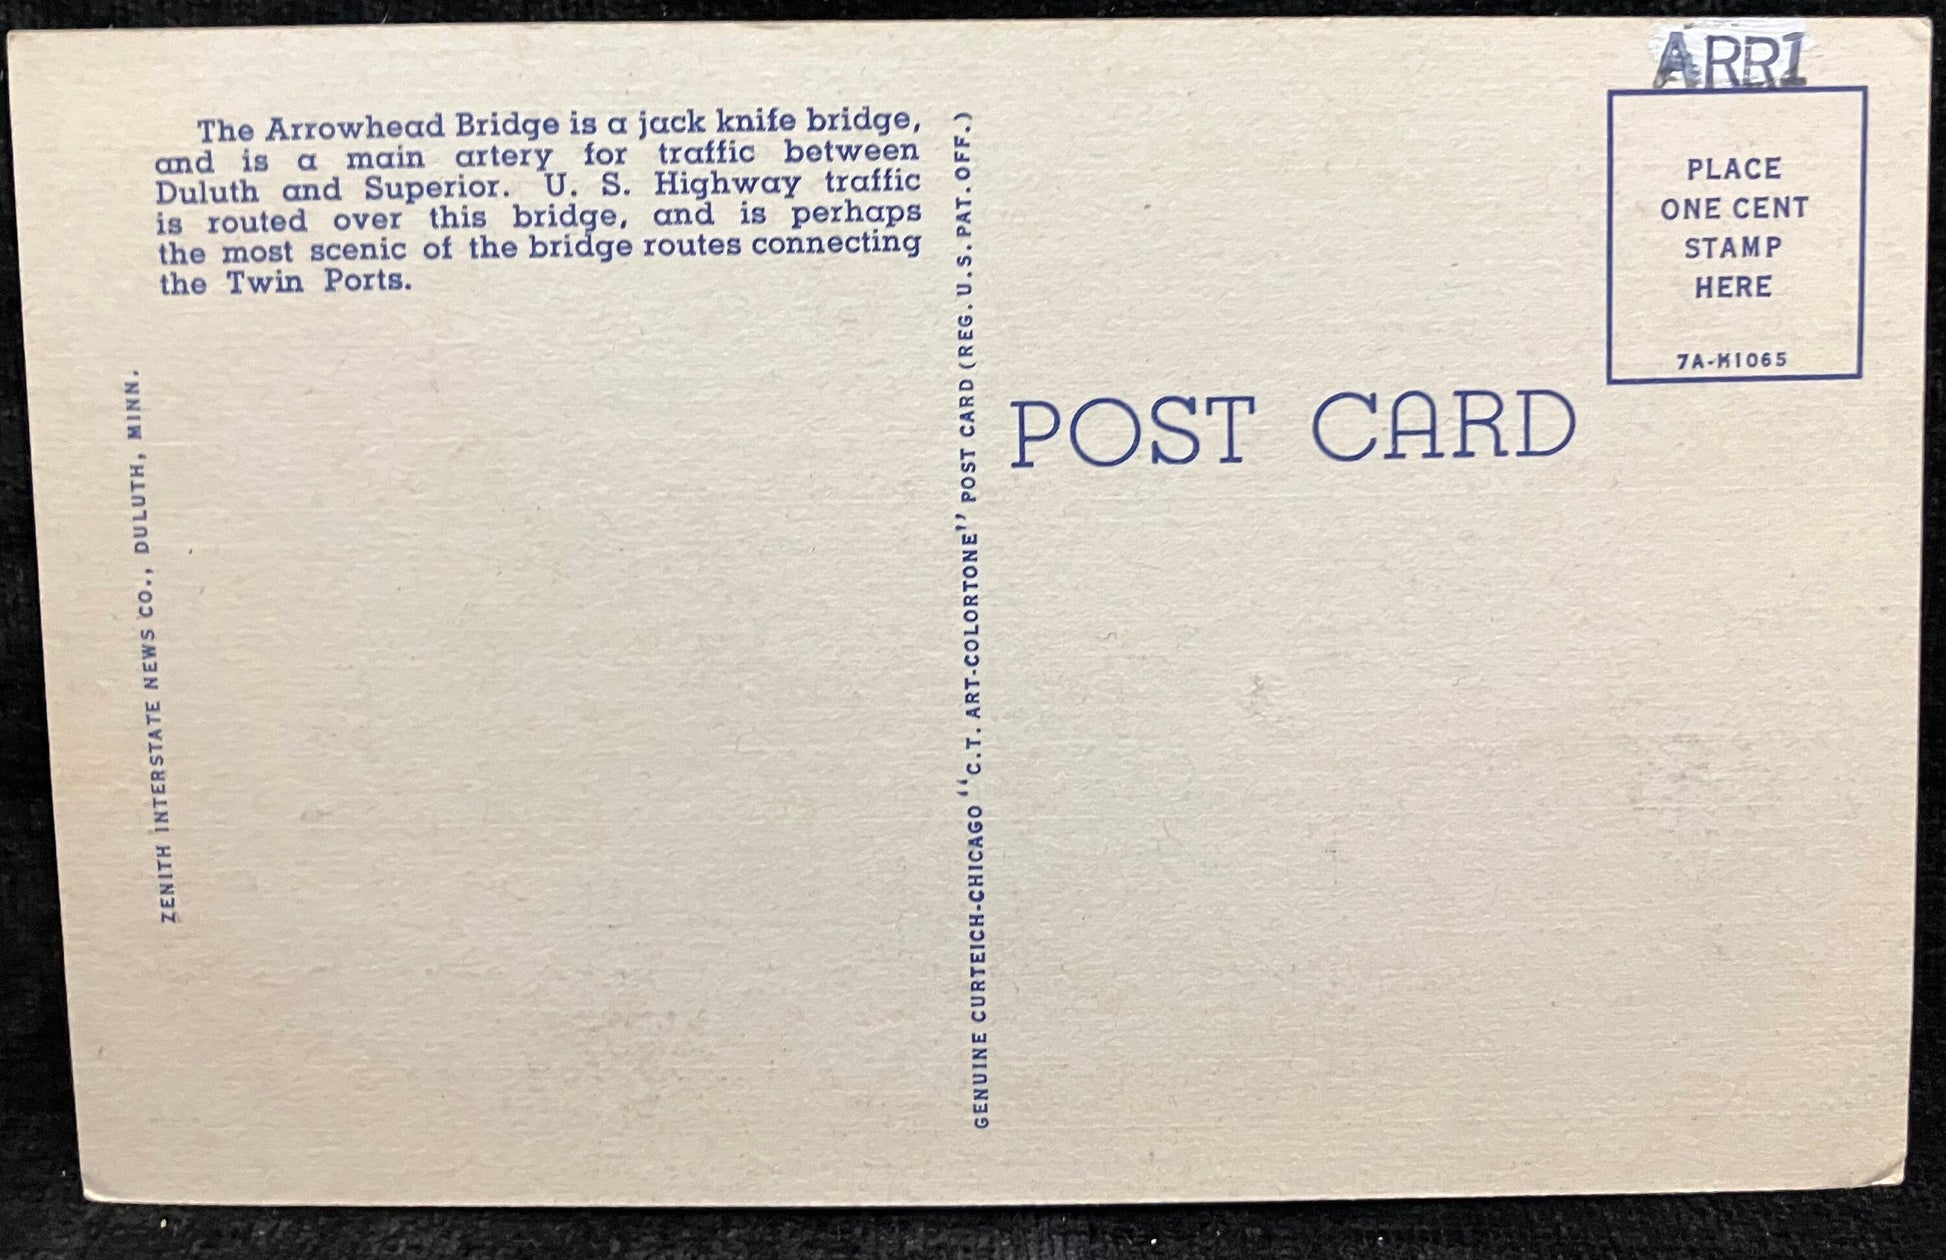 ARR1
The Arrowhead Bridge is a jack knife bridge,
and is a main artery for traffic between
Duluth and Superior. U. S. Highway traffic
is routed over this bridge, and is perhaps
the most scenic of the bridge routes connecting
the Twin Ports.
ZENITH INTERSTATE NEWS CO., DULUTH, MINN.
GENUINE CURTEICH-CHICAGO "C.T. ART-COLORTONE" POST CARD (REG. U.S. PAT. OFF.)
POST CARD
PLACE
ONE CENT
STAMP
HERE
7A-H1065